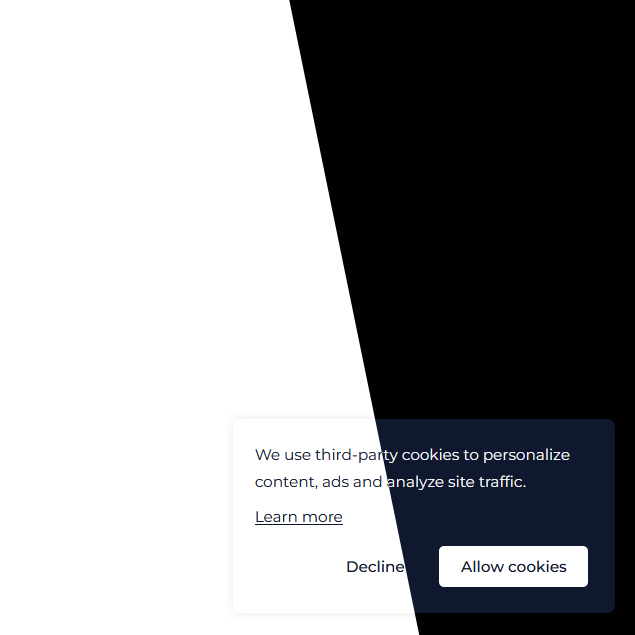 We use third-party cookies to personalize
content, ads and analyze site traffic.
Learn more
Decline
Allow cookies